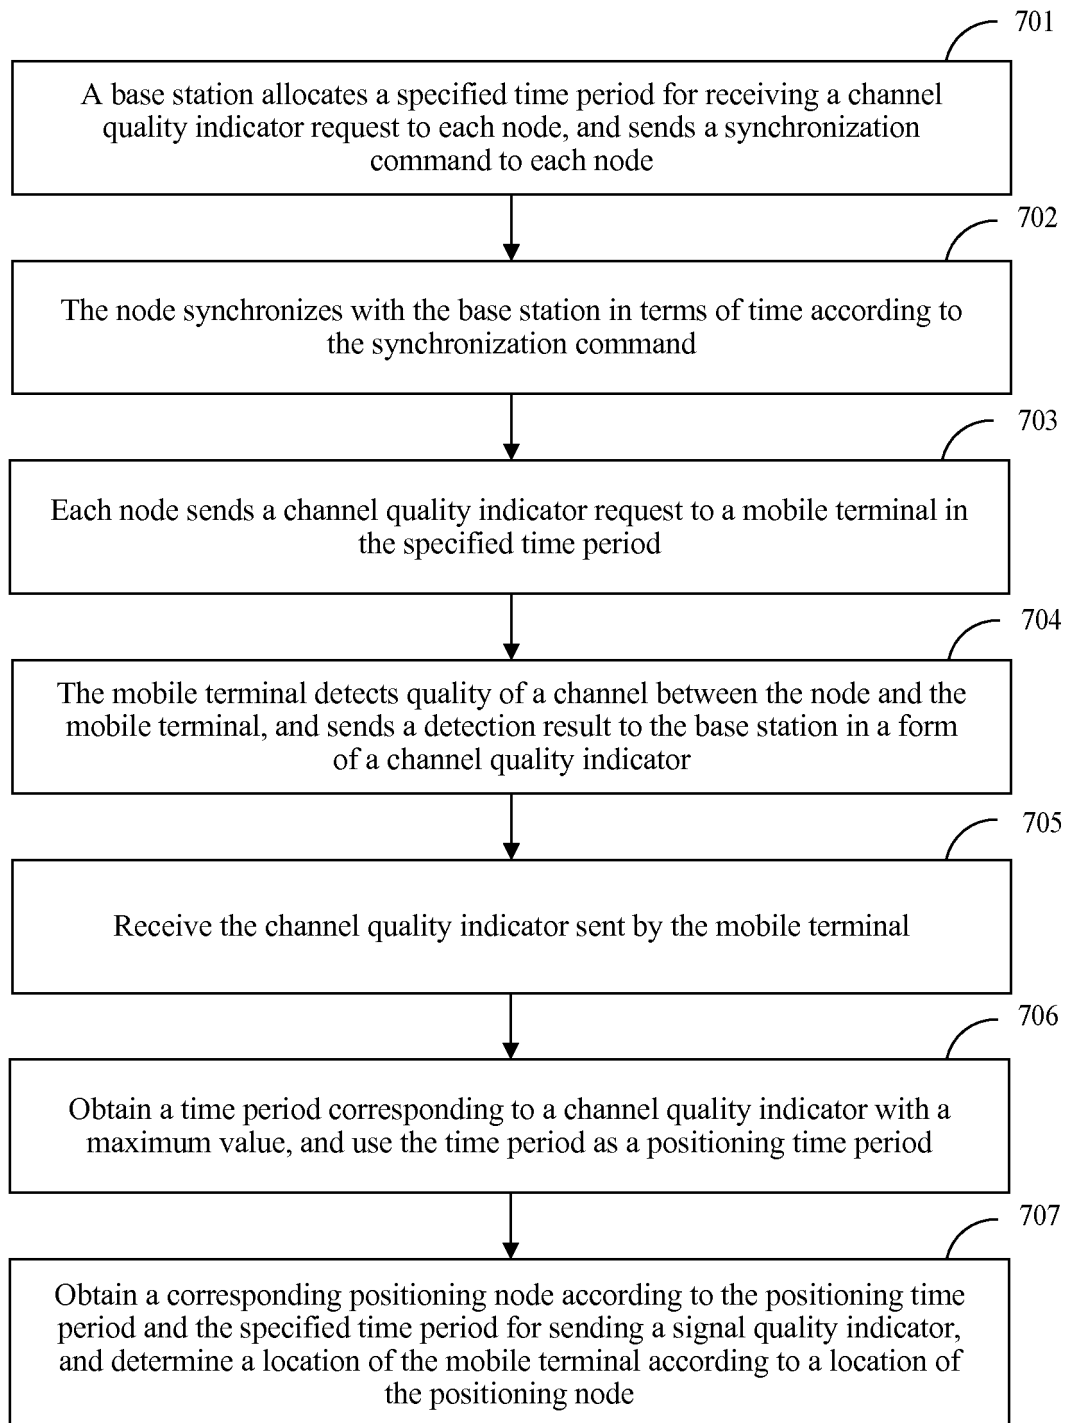 701
A base station allocates a specified time period for receiving a channel
quality indicator request to each node, and sends a synchronization
command to each node
702
The node synchronizes with the base station in terms of time according to
the synchronization command
703
Each node sends a channel quality indicator request to a mobile terminal in
the specified time period
704
The mobile terminal detects quality of a channel between the node and the
mobile terminal, and sends a detection result to the base station in a form
of a channel quality indicator
705
Receive the channel quality indicator sent by the mobile terminal
706
Obtain a time period corresponding to a channel quality indicator with a
maximum value, and use the time period as a positioning time period
707
Obtain a corresponding positioning node according to the positioning time
period and the specified time period for sending a signal quality indicator,
and determine a location of the mobile terminal according to a location of
the positioning node